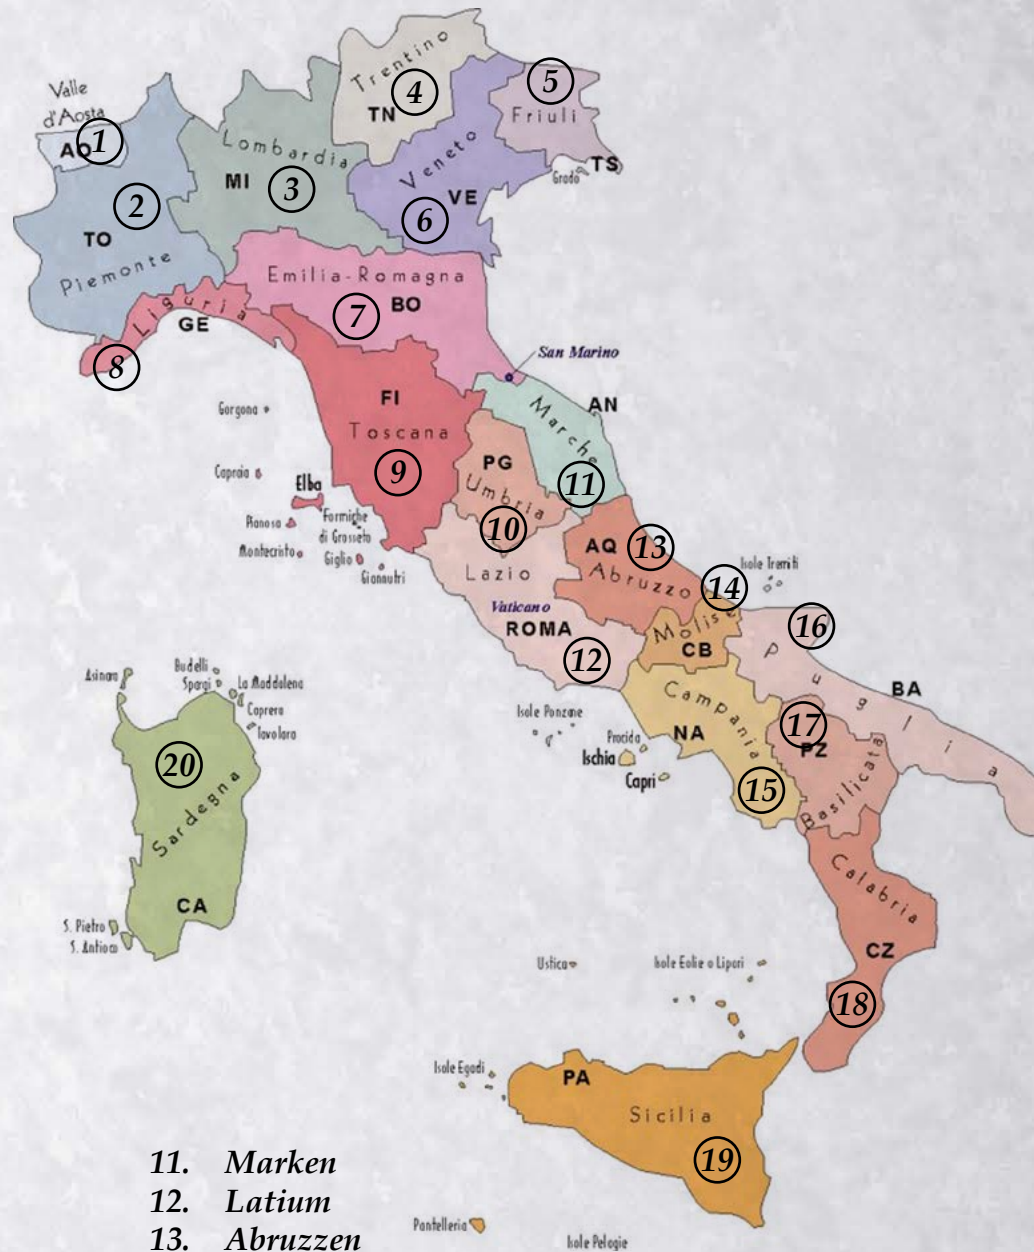 Valle
d'Aosta
AO
1
TO
2
Piemonte
Lombardia
MI
3
Trentino
TN
4
5
Friuli
TS
Grado
Veneto
VE
6
Emilia-Romagna
7
BO
Liguria
GE
8
San Marino
FI
Toscana
9
Marche
AN
11
PG
Umbria
10
Gorgona
Capraia
Elba
Pianosa
Formiche
di Grosseto
Montecristo
Giglio
Giannutri
Lazio
Vaticano
ROMA
12
AQ
13
Abruzzo
14
Isole Tremiti
Molise
CB
16
Puglia
BA
Campania
NA
15
17
PZ
Basilicata
Isole Ponzane
Procida
Ischia
Capri
Asinara
Budelli
Spargi
La Maddalena
Caprera
Tavolara
20
Sardegna
CA
S. Pietro
S. Antioco
Calabria
CZ
18
Ustica
Isole Eolie o Lipari
Isole Egadi
PA
Sicilia
19
Pantelleria
Isole Pelagie
11. Marken
12. Latium
13. Abruzzen